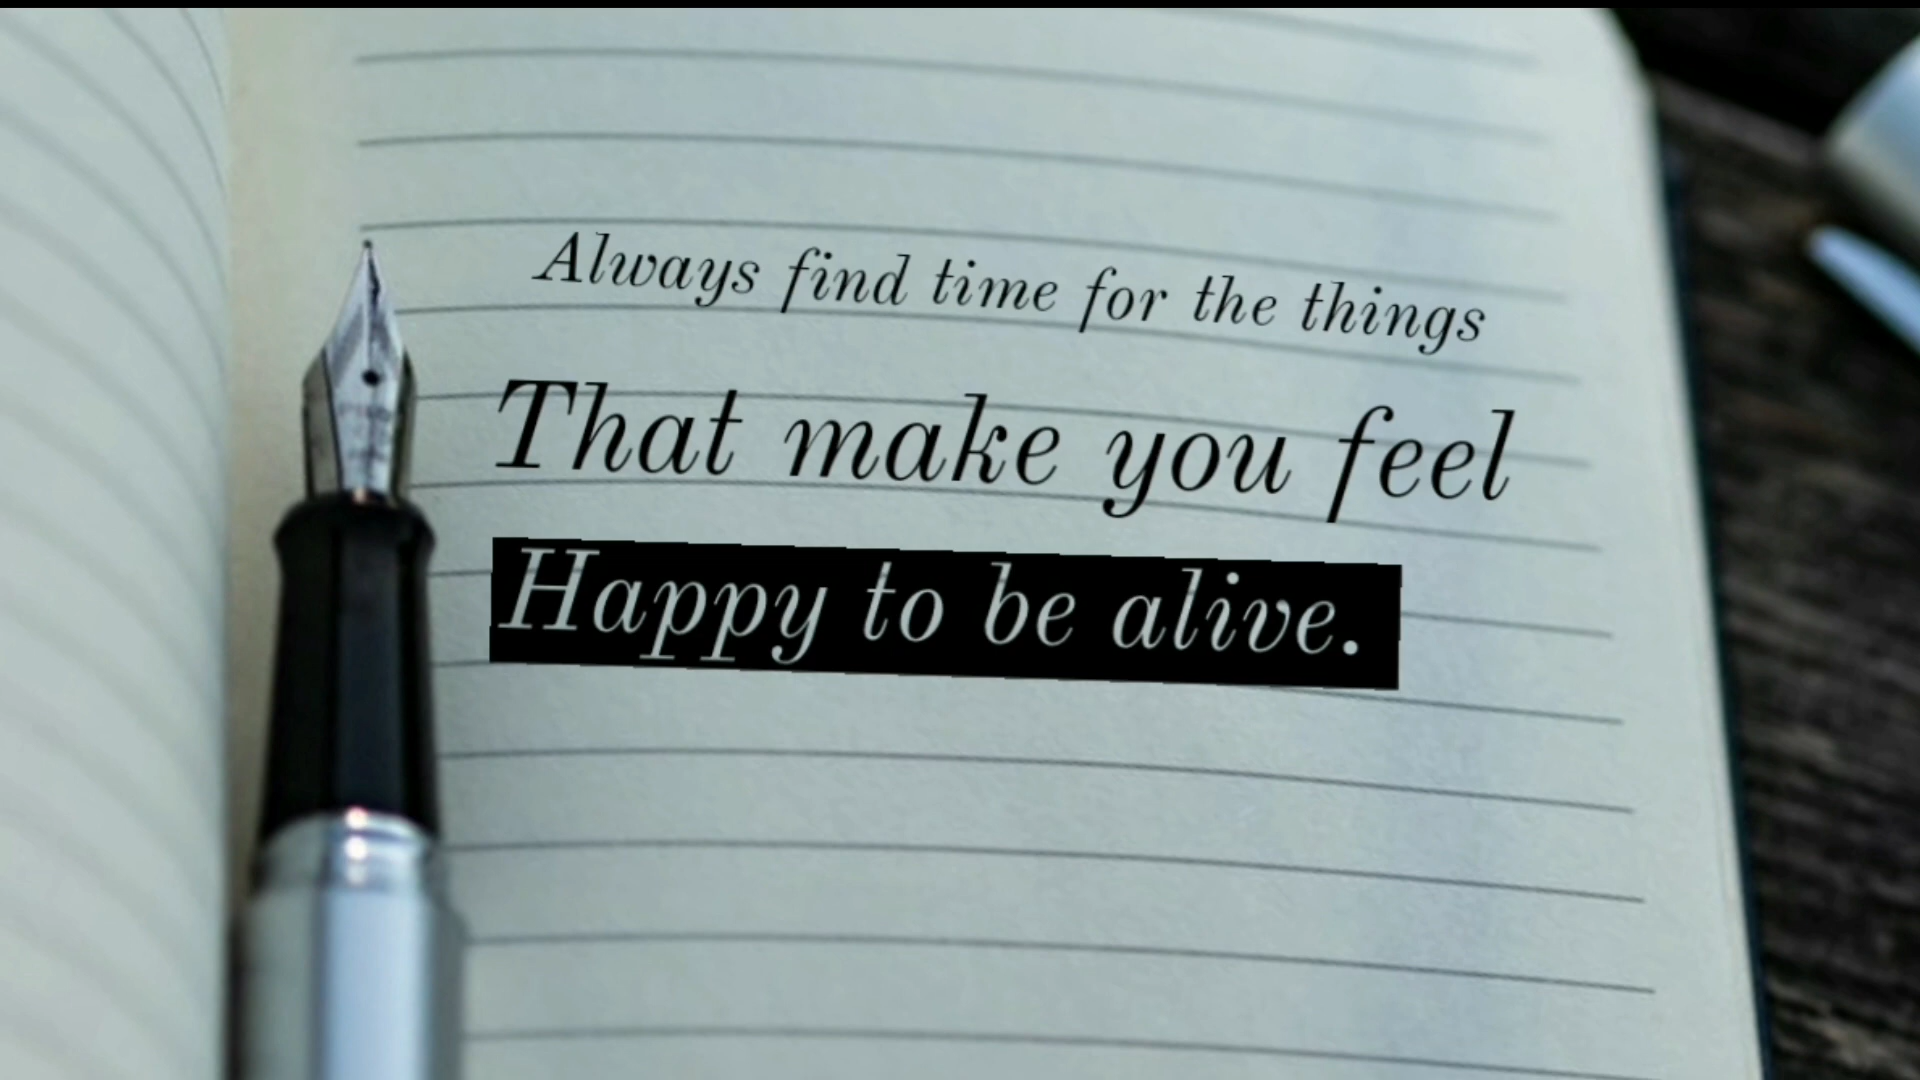 Always find time for the things
That make you feel
Happy to be alive.